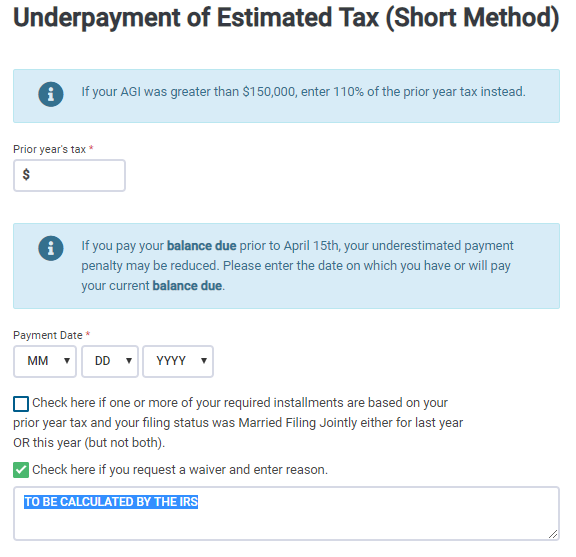 Underpayment of Estimated Tax (Short Method)
If your AGI was greater than $150,000, enter 110% of the prior year tax instead.
Prior year's tax *
$
If you pay your balance due prior to April 15th, your underestimated payment
penalty may be reduced. Please enter the date on which you have or will pay
your current balance due.
Payment Date *
MM DD YYYY
Check here if one or more of your required installments are based on your
prior year tax and your filing status was Married Filing Jointly either for last year
OR this year (but not both).
Check here if you request a waiver and enter reason.
TO BE CALCULATED BY THE IRS